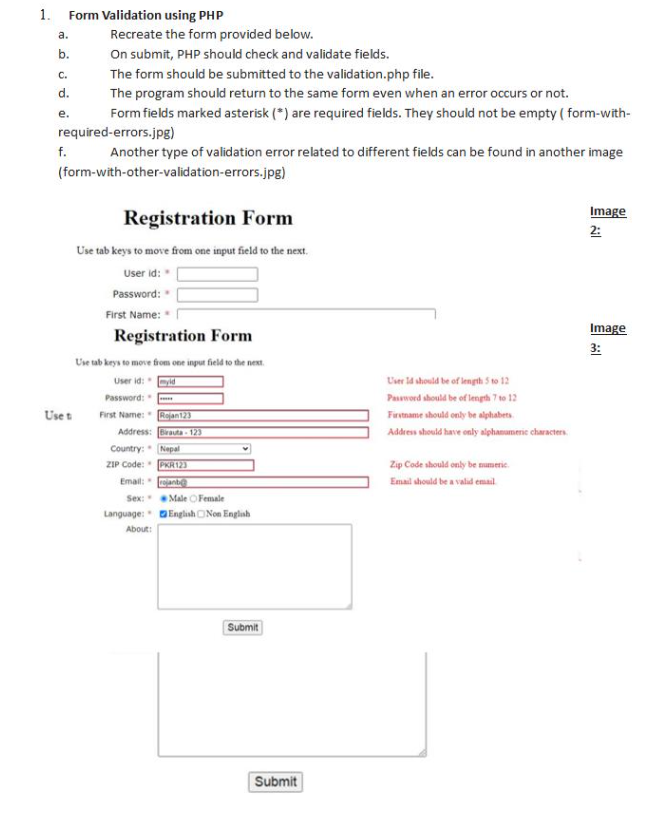 1. Form Validation using PHP
a. Recreate the form provided below.
b. On submit, PHP should check and validate fields.
c. The form should be submitted to the validation.php file.
d. The program should return to the same form even when an error occurs or not.
e. Form fields marked asterisk (*) are required fields. They should not be empty ( form-with-
required-errors.jpg)
f. Another type of validation error related to different fields can be found in another image
(form-with-other-validation-errors.jpg)
Registration Form
Image
2:
Use tab keys to move from one input field to the next.
User id: *
Password: *
First Name: *
Registration Form
Image
3:
Use tab keys to move from one input field to the next.
User id: * myid User Id should be of length 5 to 12
Password: * ••••• Password should be of length 7 to 12
Use t First Name: * Rojan123 Firstname should only be alphabets.
Address: Birauta - 123 Address should have only alphanumeric characters.
Country: * Nepal
ZIP Code: * PKR123 Zip Code should only be numeric.
Email: * rojanb@ Email should be a valid email.
Sex: * Male Female
Language: * English Non English
About:
Submit
Submit